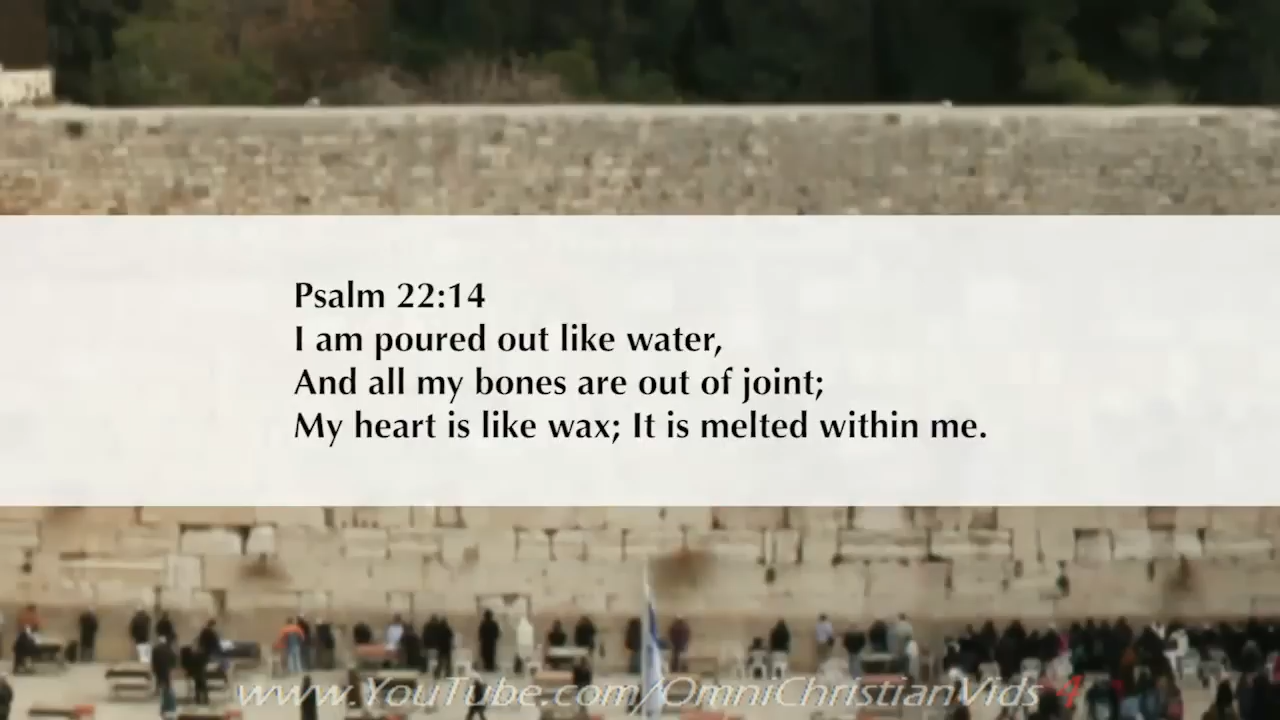 Psalm 22:14
I am poured out like water,
And all my bones are out of joint;
My heart is like wax; It is melted within me.
www.YouTube.com/OmniChristianVids 4